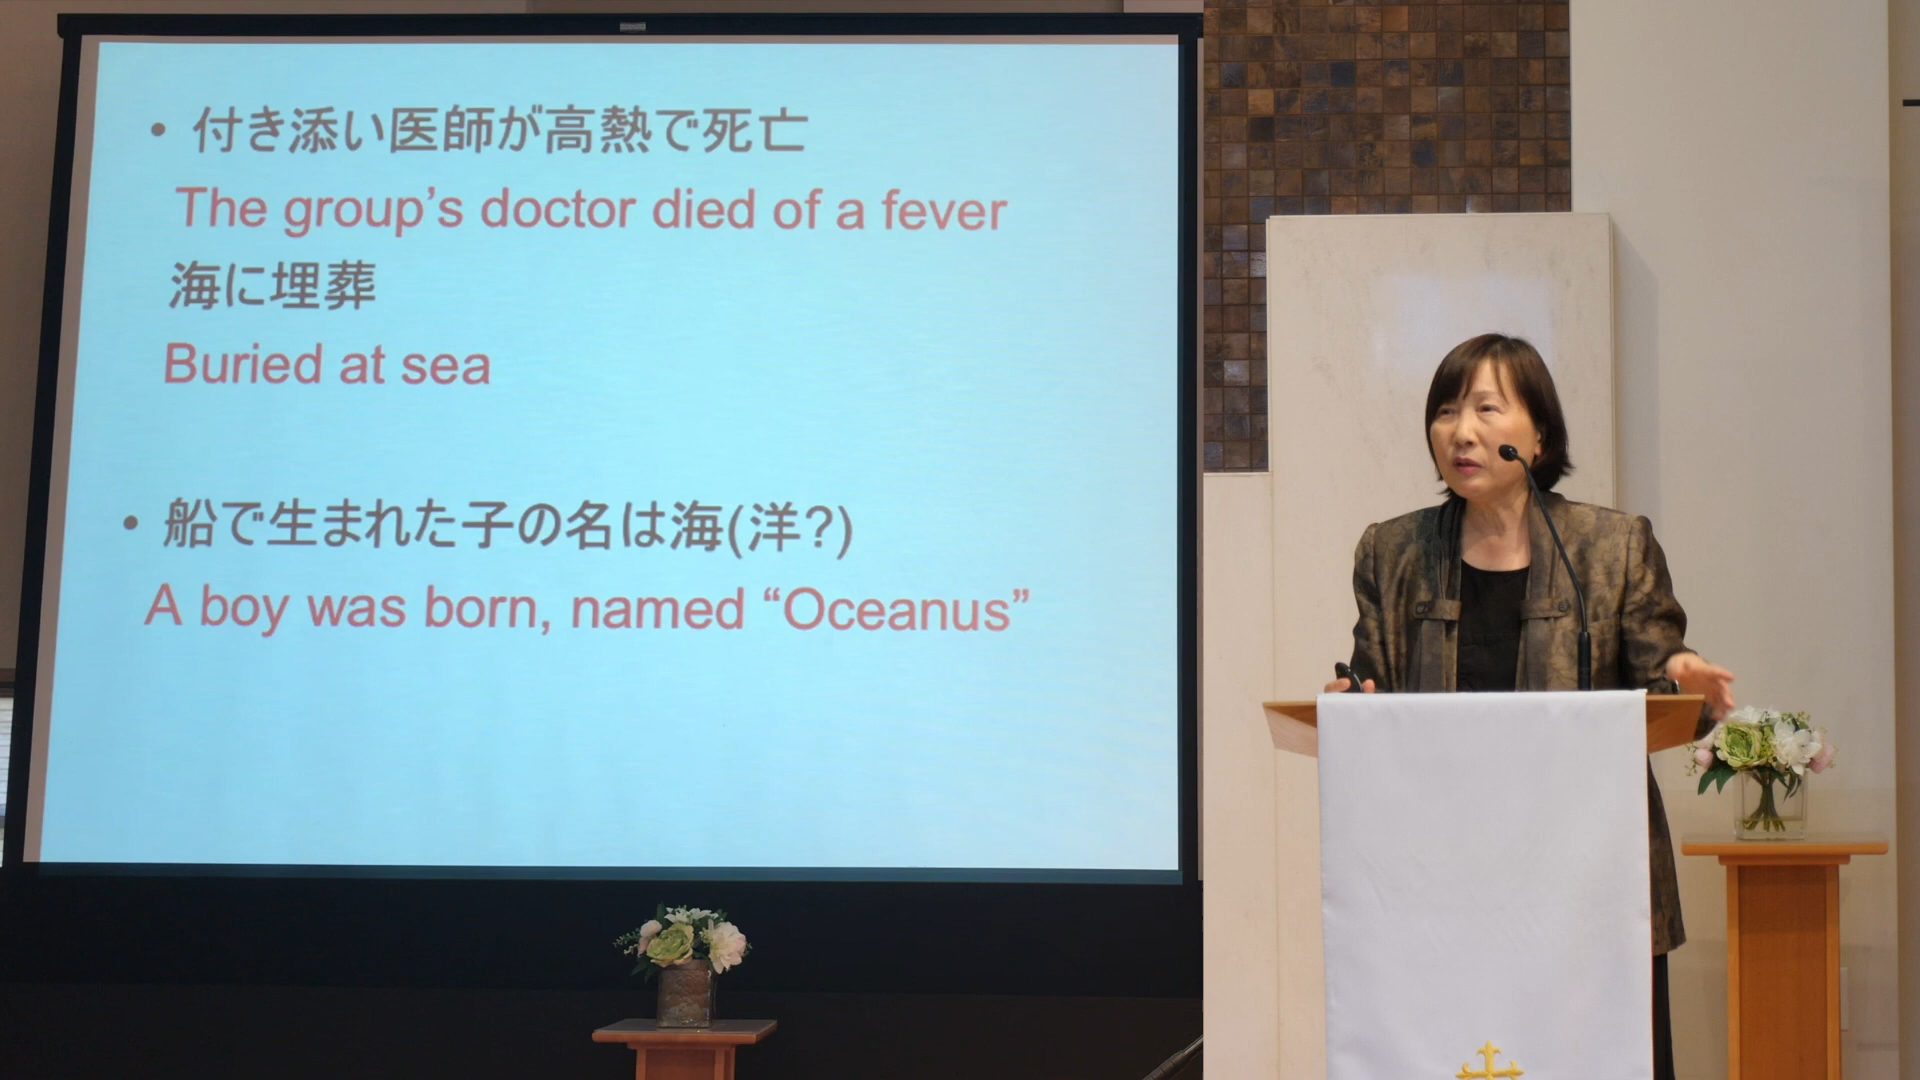 • 付き添い医師が高熱で死亡
The group’s doctor died of a fever
海に埋葬
Buried at sea
• 船で生まれた子の名は海(洋?)
A boy was born, named “Oceanus”